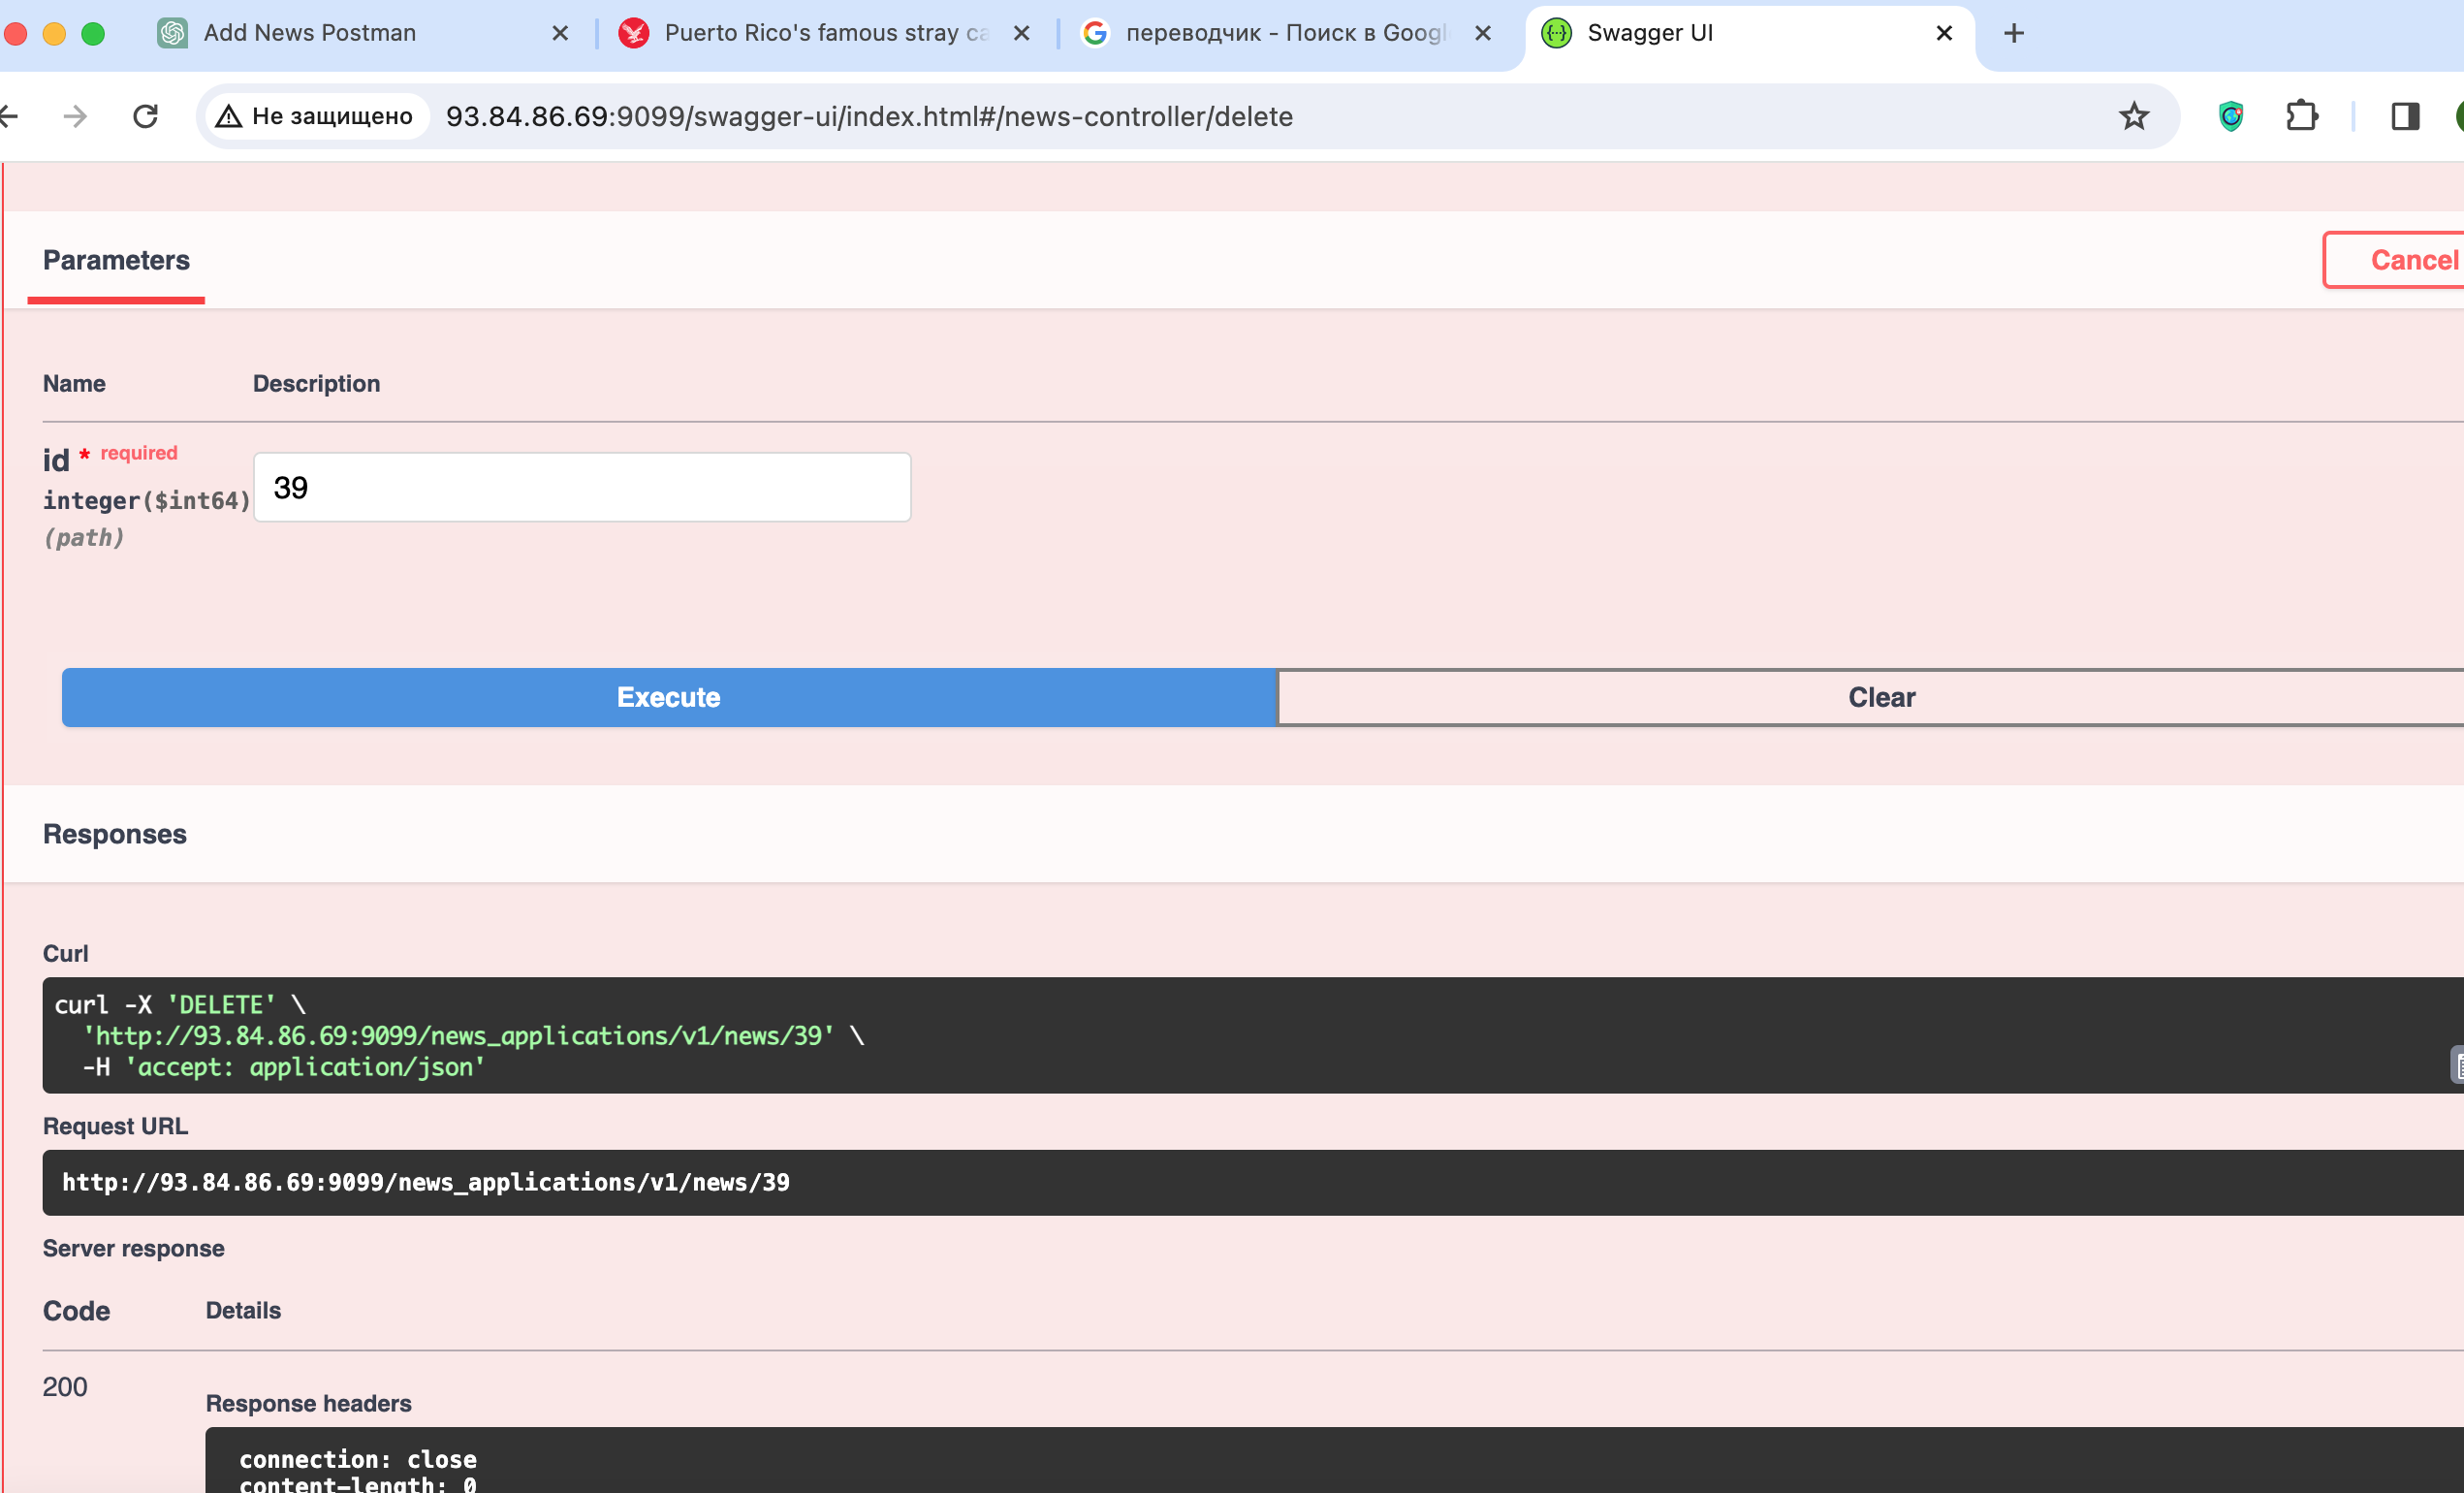 Add News Postman
Puerto Rico's famous stray ca
переводчик - Поиск в Googl
Swagger UI
Не защищено
93.84.86.69:9099/swagger-ui/index.html#/news-controller/delete
Parameters
Cancel
Name Description
id * required
integer($int64)
(path)
39
Execute
Clear
Responses
Curl
curl -X 'DELETE' \
'http://93.84.86.69:9099/news_applications/v1/news/39' \
-H 'accept: application/json'
Request URL
http://93.84.86.69:9099/news_applications/v1/news/39
Server response
Code Details
200
Response headers
connection: close
content-length: 0